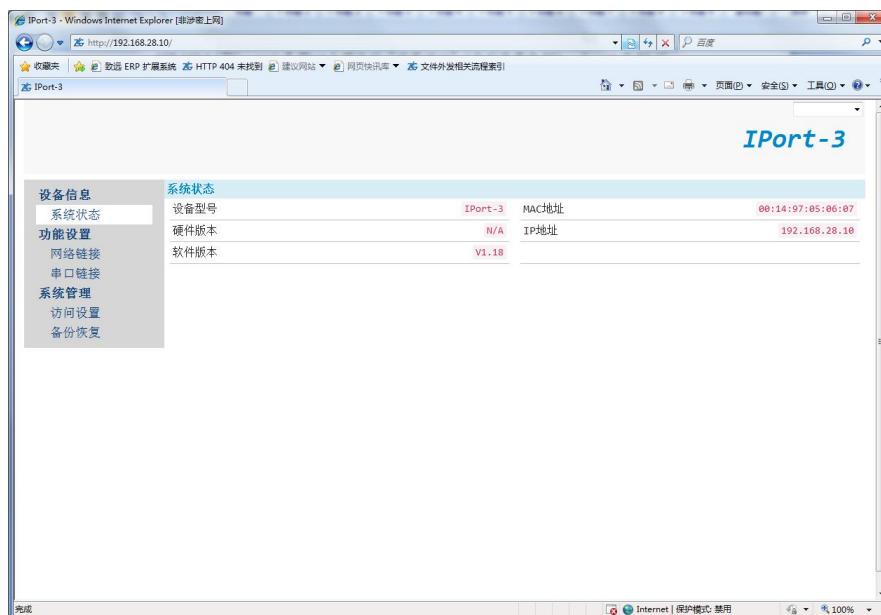 IPort-3 - Windows Internet Explorer [非涉密上网]
http://192.168.28.10/
百度
收藏夹 致远 ERP 扩展系统 HTTP 404 未找到 建议网站 网页快讯库 文件外发相关流程索引
IPort-3
页面(P) 安全(S) 工具(O)
IPort-3
设备信息
系统状态
功能设置
网络链接
串口链接
系统管理
访问设置
备份恢复
系统状态
设备型号 IPort-3 MAC地址 00:14:97:05:06:07
硬件版本 N/A IP地址 192.168.28.10
软件版本 V1.18
完成 Internet | 保护模式: 禁用 100%